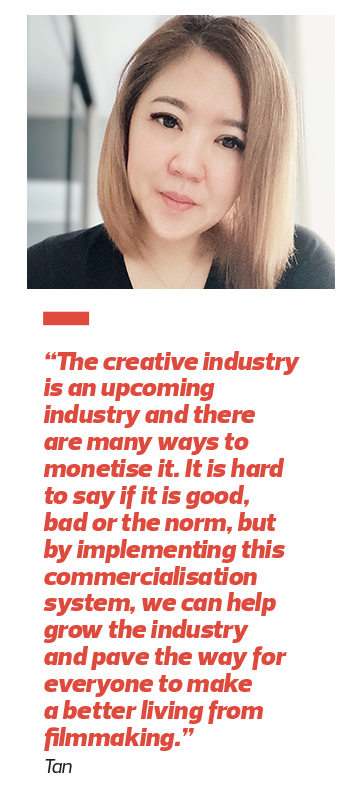 “The creative industry
is an upcoming
industry and there
are many ways to
monetise it. It is hard
to say if it is good,
bad or the norm, but
by implementing this
commercialisation
system, we can help
grow the industry
and pave the way for
everyone to make
a better living from
filmmaking.”
Tan